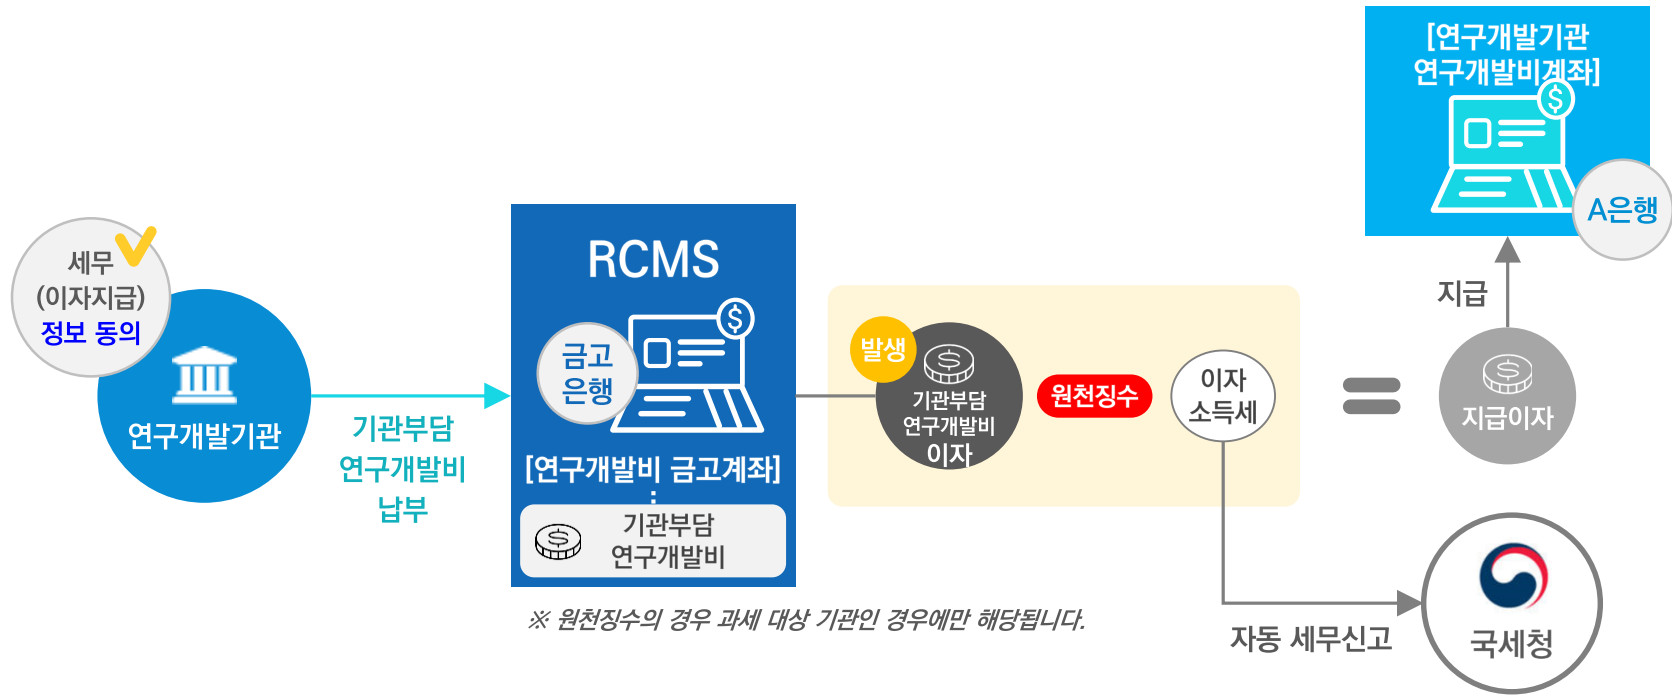 세무
(이자지급)
정보 동의
연구개발기관
기관부담
연구개발비
납부
RCMS
금고
은행
[연구개발비 금고계좌]
:
기관부담
연구개발비
발생
기관부담
연구개발비
이자
원천징수
이자
소득세
=
지급이자
지급
[연구개발기관
연구개발비계좌]
A은행
자동 세무신고
국세청
※ 원천징수의 경우 과세 대상 기관인 경우에만 해당됩니다.